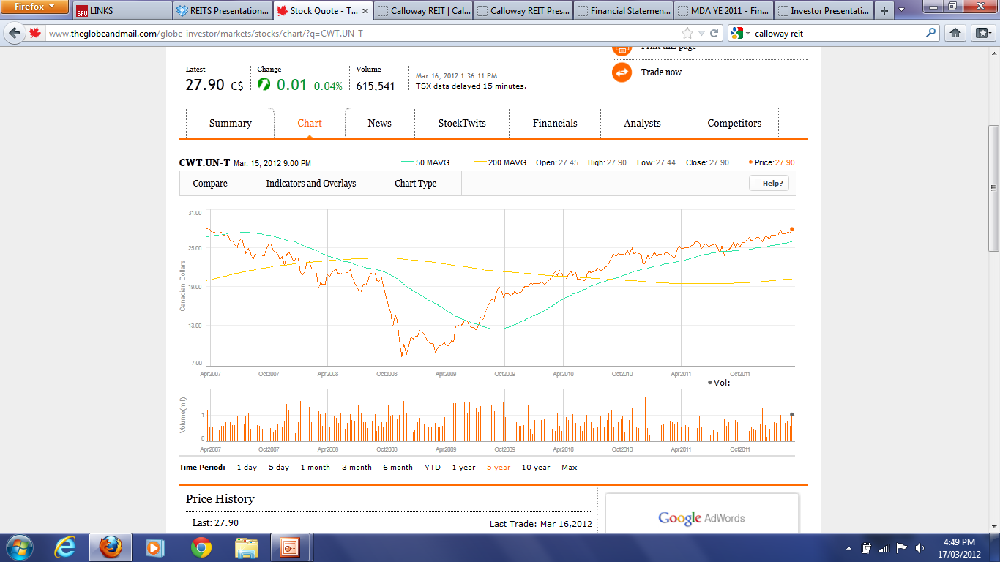 Firefox
LINKS
REITS Presentation...
Stock Quote - T...
Calloway REIT | Cal...
Calloway REIT Pres...
Financial Statemen...
MDA YE 2011 - Fin...
Investor Presentati...
www.theglobeandmail.com/globe-investor/markets/stocks/chart/?q=CWT.UN-T
calloway reit
Print this page
Latest Change Volume
27.90 C$ 0.01 0.04% 615,541
Mar 16, 2012 1:36:11 PM
TSX data delayed 15 minutes.
Trade now
Summary Chart News StockTwits Financials Analysts Competitors
CWT.UN-T Mar. 15, 2012 9:00 PM 50 MAVG 200 MAVG Open: 27.45 High: 27.90 Low: 27.44 Close: 27.90 Price: 27.90
Compare Indicators and Overlays Chart Type Help?
31.00
25.00
19.00
13.00
7.00
Canadian Dollars
Apr2007 Oct2007 Apr2008 Oct2008 Apr2009 Oct2009 Apr2010 Oct2010 Apr2011 Oct2011
Vol:
Volume(mil)
1
0
Apr2007 Oct2007 Apr2008 Oct2008 Apr2009 Oct2009 Apr2010 Oct2010 Apr2011 Oct2011
Time Period: 1 day 5 day 1 month 3 month 6 month YTD 1 year 5 year 10 year Max
Price History
Last: 27.90 Last Trade: Mar 16,2012
Google AdWords
4:49 PM
17/03/2012